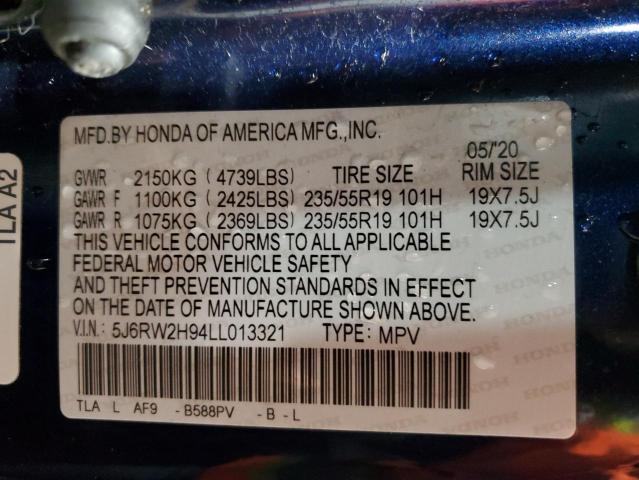 MFD.BY HONDA OF AMERICA MFG.,INC.
05/'20
GVWR 2150KG ( 4739LBS) TIRE SIZE RIM SIZE
GAWR F 1100KG ( 2425LBS) 235/55R19 101H 19X7.5J
GAWR R 1075KG ( 2369LBS) 235/55R19 101H 19X7.5J
THIS VEHICLE CONFORMS TO ALL APPLICABLE
FEDERAL MOTOR VEHICLE SAFETY
AND THEFT PREVENTION STANDARDS IN EFFECT
ON THE DATE OF MANUFACTURE SHOWN ABOVE.
V.I.N.: 5J6RW2H94LL013321 TYPE: MPV
TLA L AF9 - B588PV - B - L
TLA A2